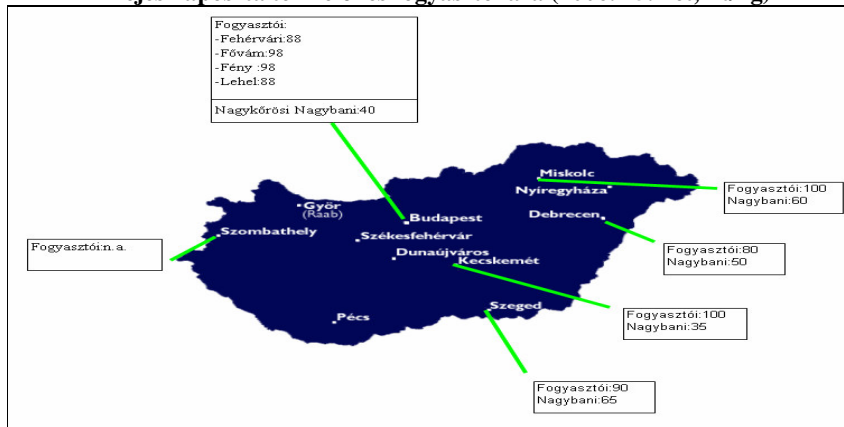 Fogyasztói:
-Fehérvári:88
-Fővám:98
-Fény :98
-Lehel:88
Nagykőrösi Nagybani:40
Miskolc
Nyíregyháza
Fogyasztói:100
Nagybani:60
Győr
(Raab)
Budapest
Debrecen
Szombathely
Székesfehérvár
Fogyasztói:n.a.
Fogyasztói:80
Nagybani:50
Dunaújváros
Kecskemét
Szeged
Pécs
Fogyasztói:100
Nagybani:35
Fogyasztói:90
Nagybani:65